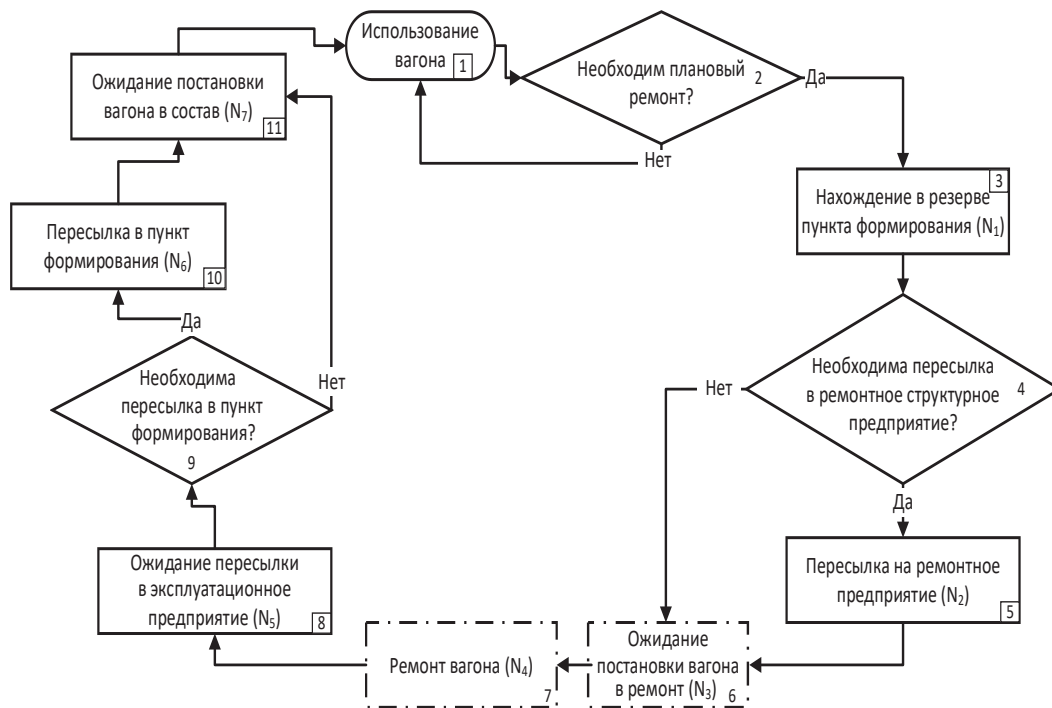 Использование
вагона
1
Необходим плановый
ремонт?
2
Да
Нет
Нахождение в резерве
пункта формирования (N₁)
3
Необходима пересылка
в ремонтное структурное
предприятие?
4
Нет
Да
Пересылка на ремонтное
предприятие (N₂)
5
Ожидание
постановки вагона
в ремонт (N₃)
6
Ремонт вагона (N₄)
7
Ожидание пересылки
в эксплуатационное
предприятие (N₅)
8
Необходима
пересылка в пункт
формирования?
9
Да
Нет
Пересылка в пункт
формирования (N₆)
10
Ожидание постановки
вагона в состав (N₇)
11